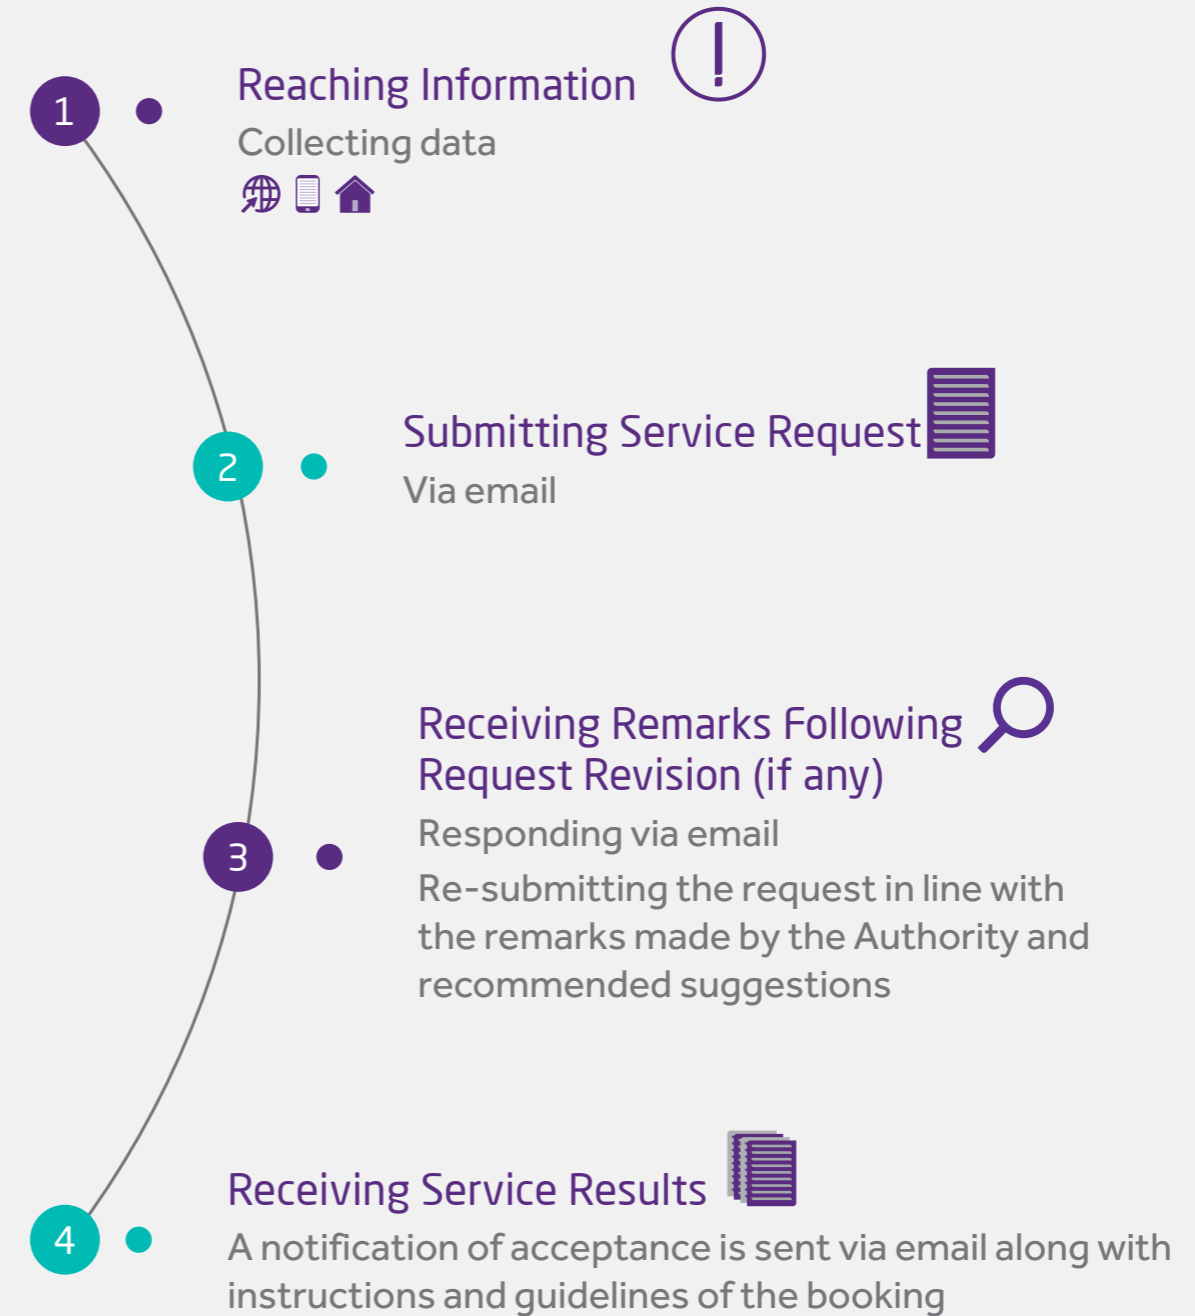 1
Reaching Information
Collecting data
2
Submitting Service Request
Via email
3
Receiving Remarks Following
Request Revision (if any)
Responding via email
Re-submitting the request in line with
the remarks made by the Authority and
recommended suggestions
4
Receiving Service Results
A notification of acceptance is sent via email along with
instructions and guidelines of the booking